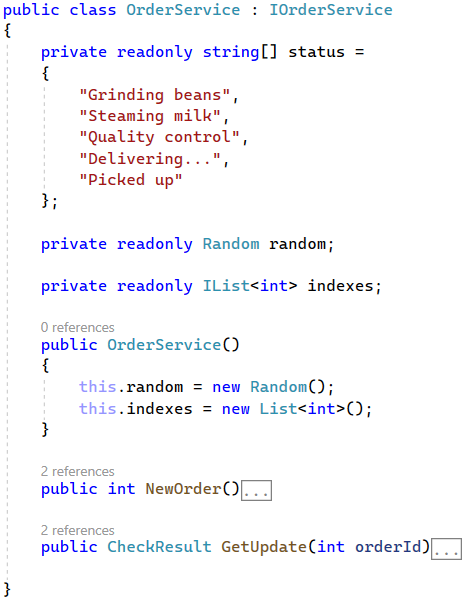 public class OrderService : IOrderService
{
    private readonly string[] status =
    {
        "Grinding beans",
        "Steaming milk",
        "Quality control",
        "Delivering...",
        "Picked up"
    };

    private readonly Random random;

    private readonly IList<int> indexes;

    0 references
    public OrderService()
    {
        this.random = new Random();
        this.indexes = new List<int>();
    }

    2 references
    public int NewOrder()...

    2 references
    public CheckResult GetUpdate(int orderId)...

}